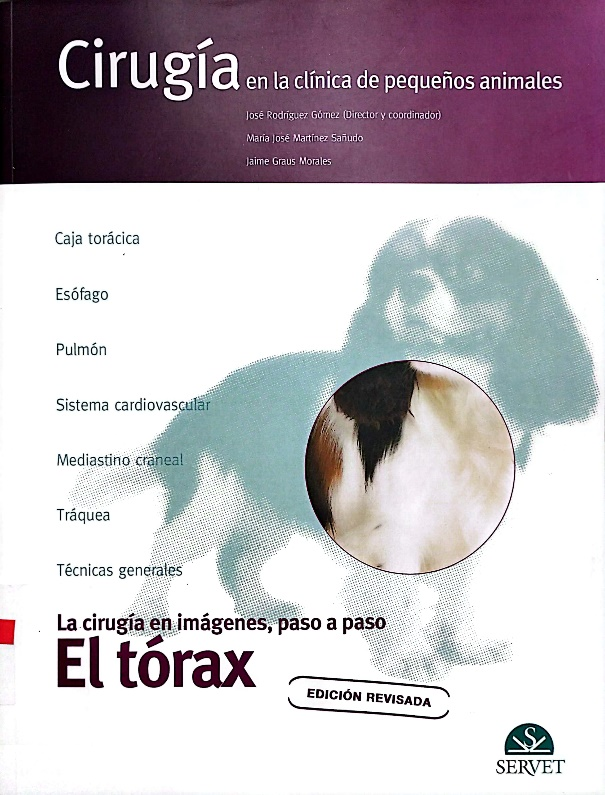 Cirugía en la clínica de pequeños animales
José Rodríguez Gómez (Director y coordinador)
María José Martínez Sañudo
Jaime Graus Morales
Caja torácica
Esófago
Pulmón
Sistema cardiovascular
Mediastino craneal
Tráquea
Técnicas generales
La cirugía en imágenes, paso a paso
El tórax
EDICIÓN REVISADA
S
SERVET